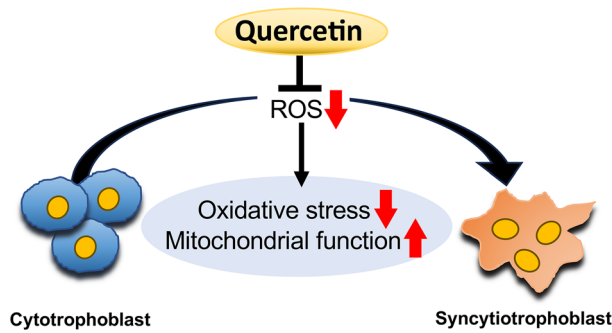 Quercetin
ROS
Oxidative stress
Mitochondrial function
Cytotrophoblast
Syncytiotrophoblast